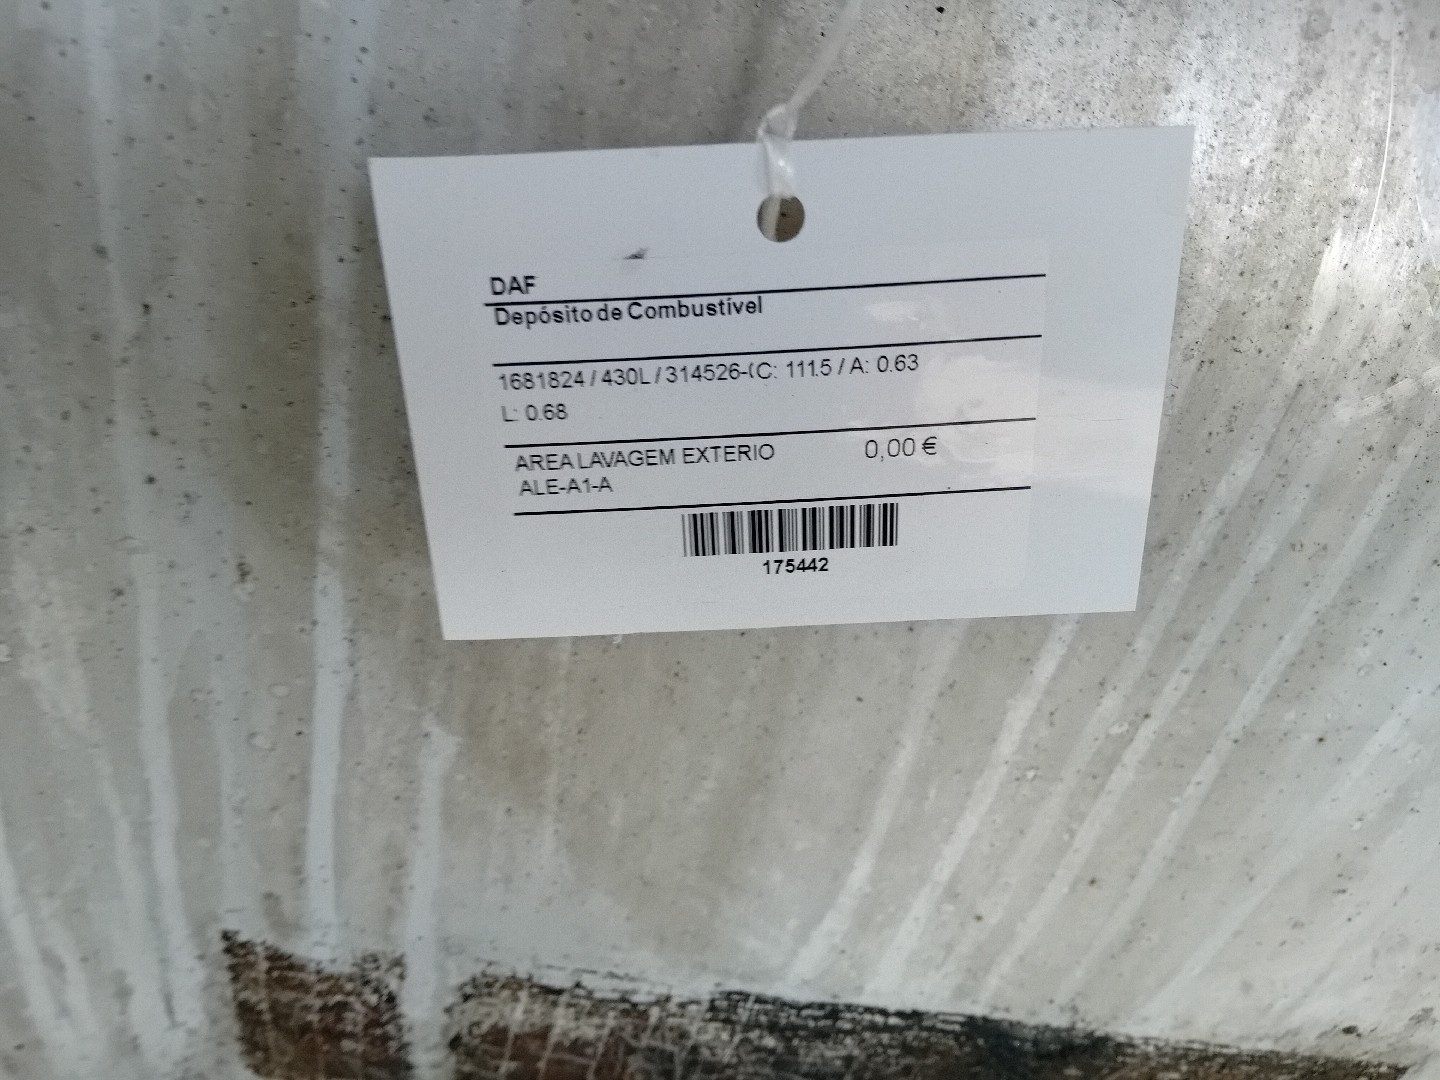 DAF
Depósito de Combustível
1681824 / 430L / 314526-(C: 111.5 / A: 0.63
L: 0.68
AREA LAVAGEM EXTERIO 0,00 €
ALE-A1-A
175442